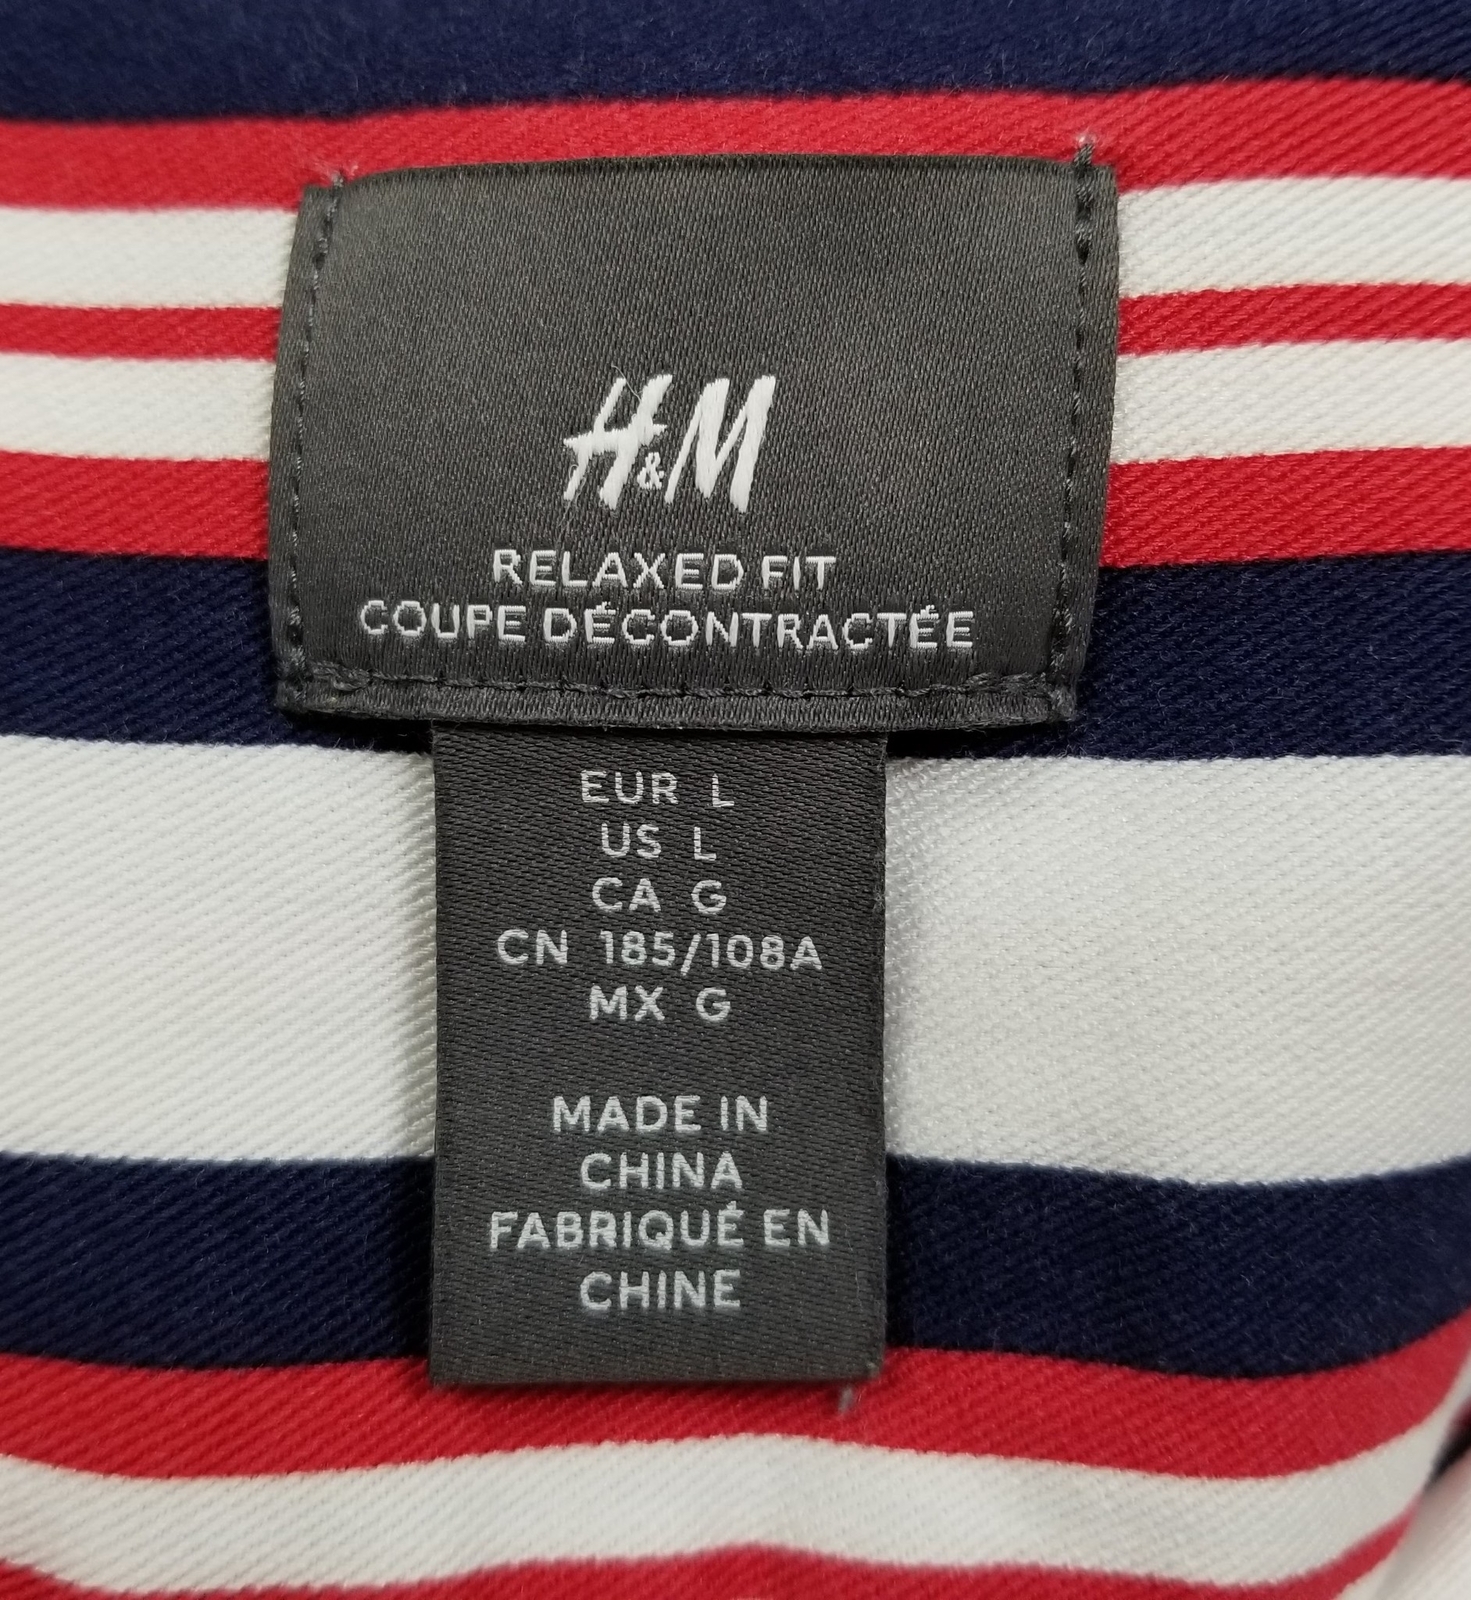 H&M
RELAXED FIT
COUPE DÉCONTRACTÉE
EUR L
US L
CA G
CN 185/108A
MX G
MADE IN
CHINA
FABRIQUÉ EN
CHINE